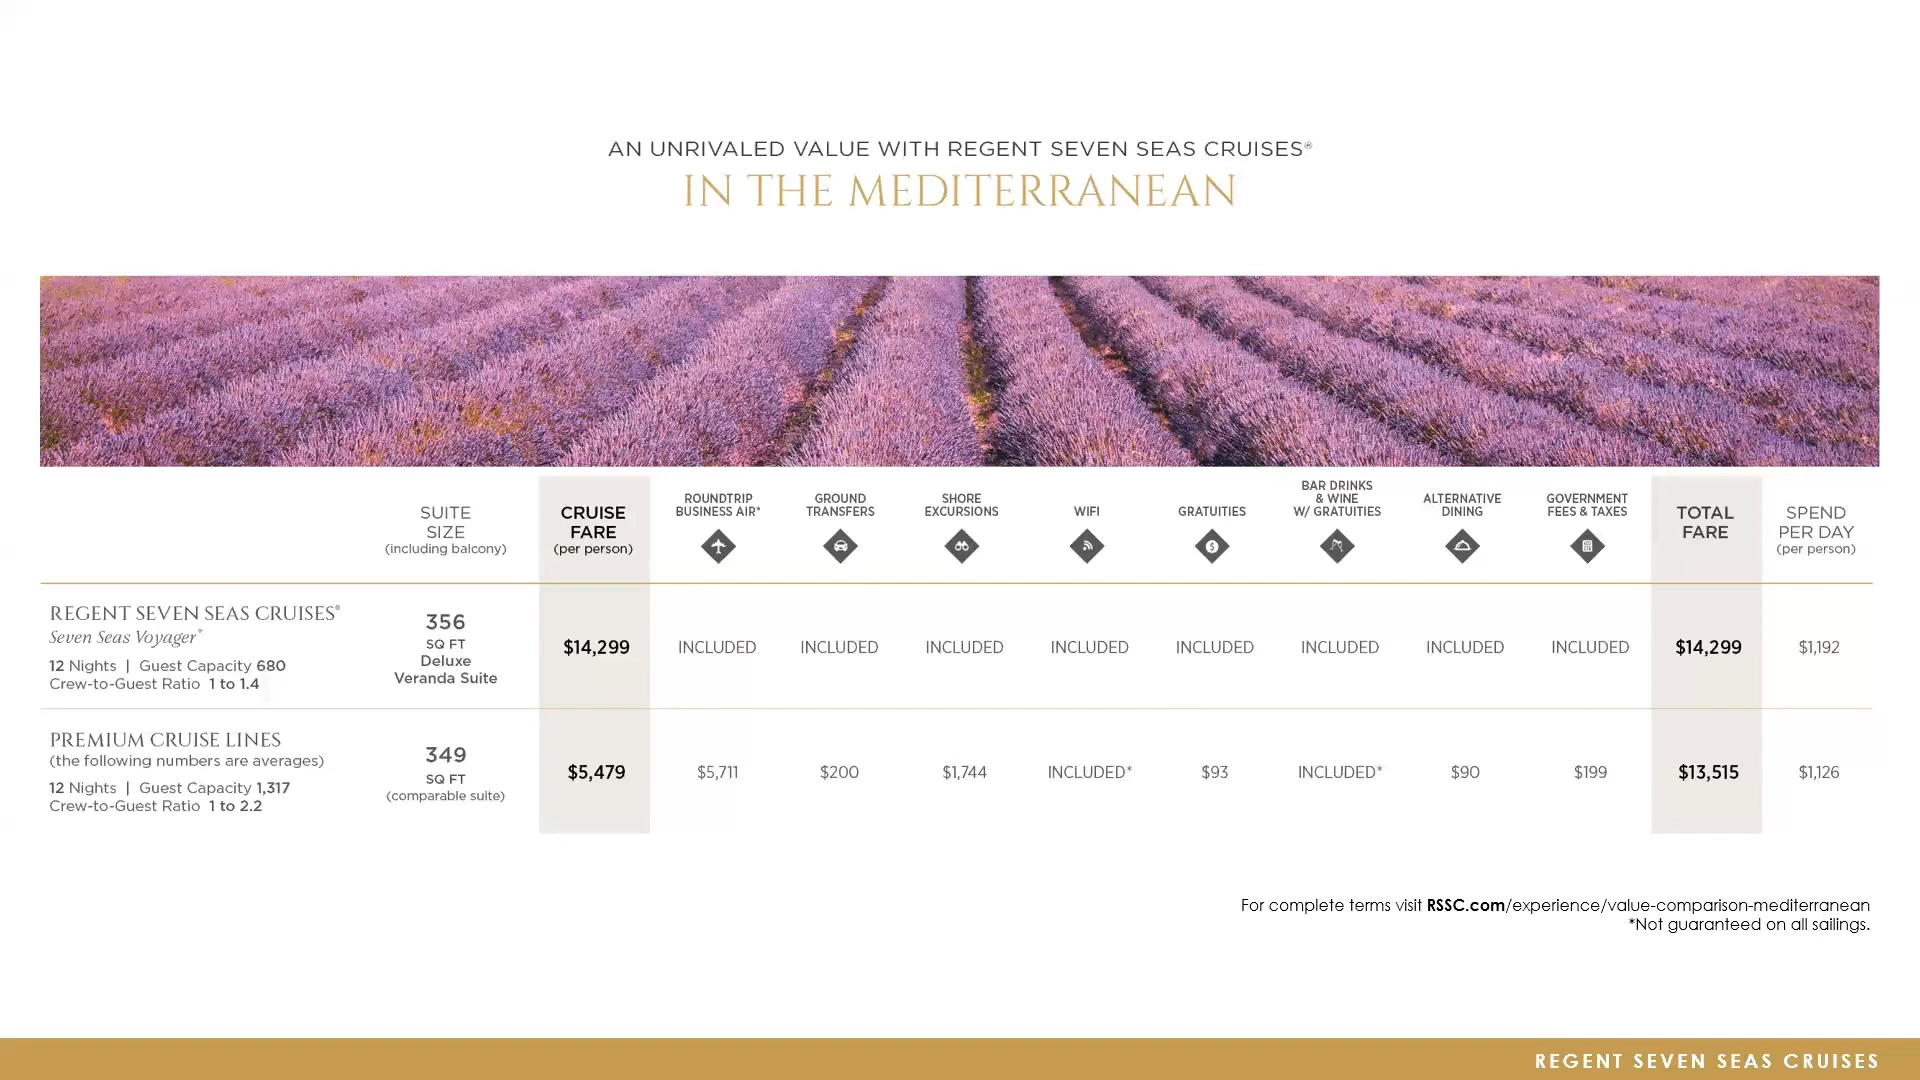 AN UNRIVALED VALUE WITH REGENT SEVEN SEAS CRUISES®
IN THE MEDITERRANEAN
SUITE
SIZE
(including balcony)
CRUISE
FARE
(per person)
ROUNDTRIP
BUSINESS AIR*
GROUND
TRANSFERS
SHORE
EXCURSIONS
WIFI
GRATUITIES
BAR DRINKS
& WINE
W/ GRATUITIES
ALTERNATIVE
DINING
GOVERNMENT
FEES & TAXES
TOTAL
FARE
SPEND
PER DAY
(per person)
REGENT SEVEN SEAS CRUISES®
Seven Seas Voyager®
12 Nights | Guest Capacity 680
Crew-to-Guest Ratio 1 to 1.4
356
SQ FT
Deluxe
Veranda Suite
$14,299
INCLUDED
INCLUDED
INCLUDED
INCLUDED
INCLUDED
INCLUDED
INCLUDED
INCLUDED
$14,299
$1,192
PREMIUM CRUISE LINES
(the following numbers are averages)
12 Nights | Guest Capacity 1,317
Crew-to-Guest Ratio 1 to 2.2
349
SQ FT
(comparable suite)
$5,479
$5,711
$200
$1,744
INCLUDED*
$93
INCLUDED*
$90
$199
$13,515
$1,126
For complete terms visit RSSC.com/experience/value-comparison-mediterranean
*Not guaranteed on all sailings.
REGENT SEVEN SEAS CRUISES